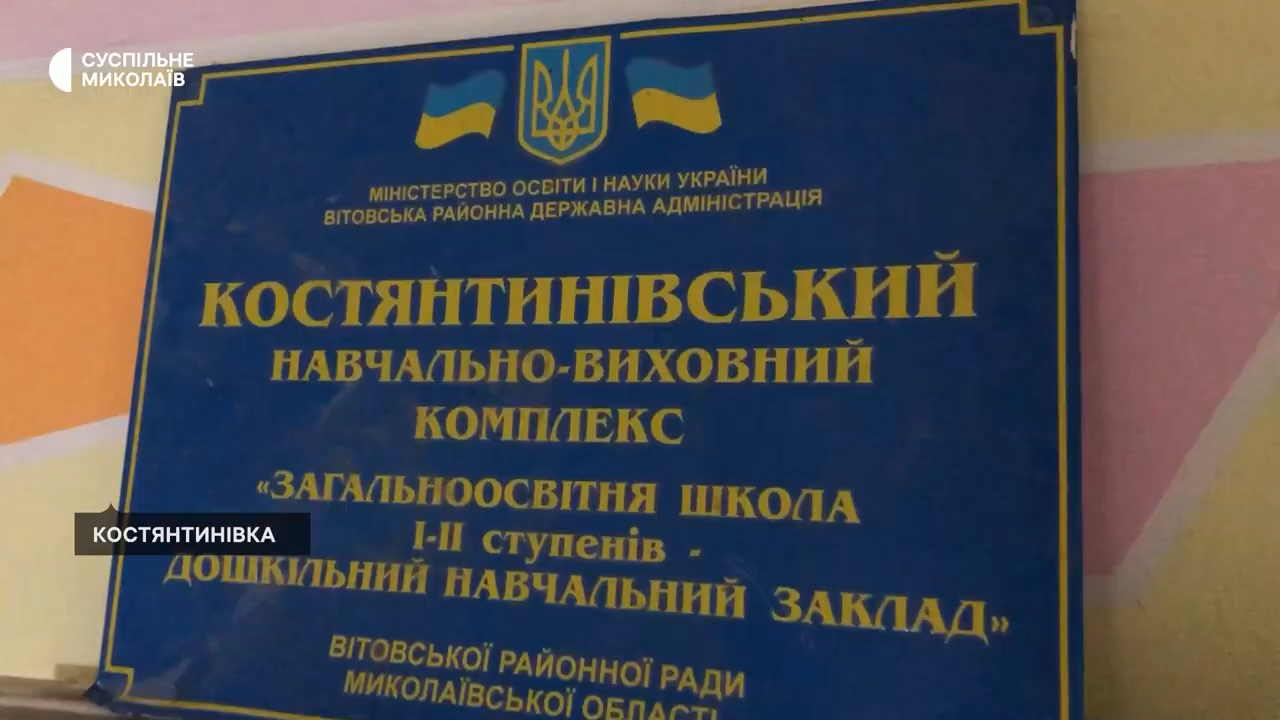 СУСПІЛЬНЕ
МИКОЛАЇВ
МІНІСТЕРСТВО ОСВІТИ І НАУКИ УКРАЇНИ
ВІТОВСЬКА РАЙОННА ДЕРЖАВНА АДМІНІСТРАЦІЯ
КОСТЯНТИНІВСЬКИЙ
НАВЧАЛЬНО-ВИХОВНИЙ
КОМПЛЕКС
«ЗАГАЛЬНООСВІТНЯ ШКОЛА
І-ІІ ступенів -
ДОШКІЛЬНИЙ НАВЧАЛЬНИЙ ЗАКЛАД»
ВІТОВСЬКОЇ РАЙОННОЇ РАДИ
МИКОЛАЇВСЬКОЇ ОБЛАСТІ
КОСТЯНТИНІВКА